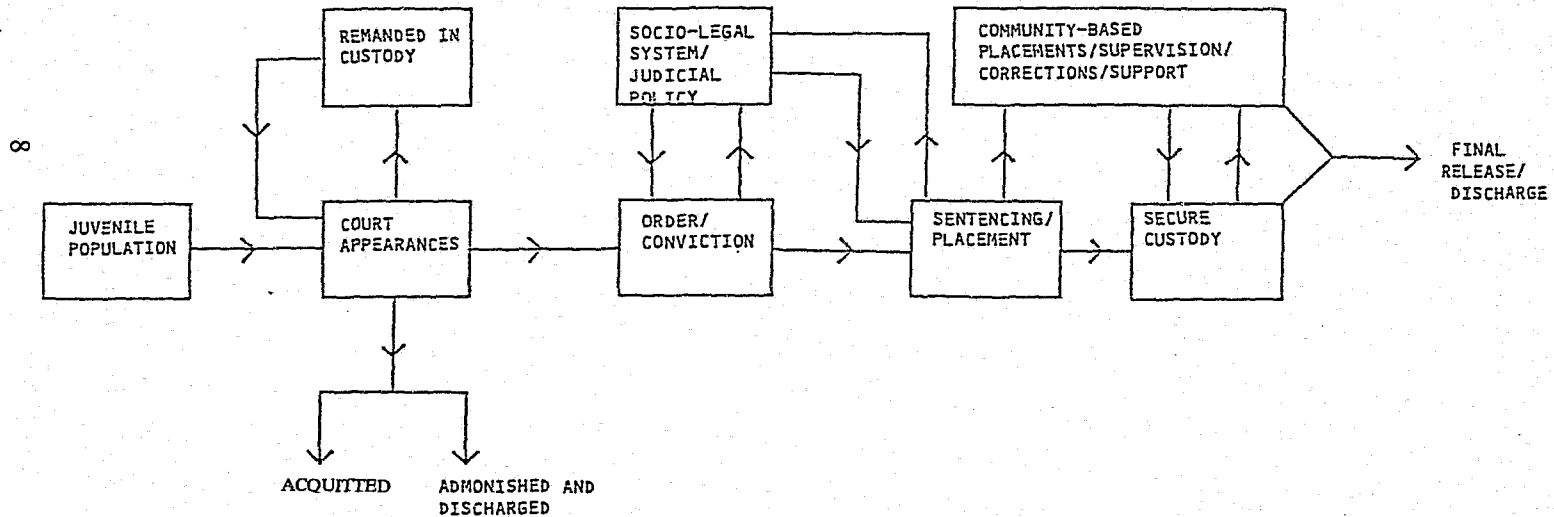 REMANDED IN
CUSTODY
SOCIO-LEGAL
SYSTEM/
JUDICIAL
POLICY
COMMUNITY-BASED
PLACEMENTS/SUPERVISION/
CORRECTIONS/SUPPORT
8
FINAL
RELEASE/
DISCHARGE
JUVENILE
POPULATION
COURT
APPEARANCES
ORDER/
CONVICTION
SENTENCING/
PLACEMENT
SECURE
CUSTODY
ACQUITTED
ADMONISHED AND
DISCHARGED